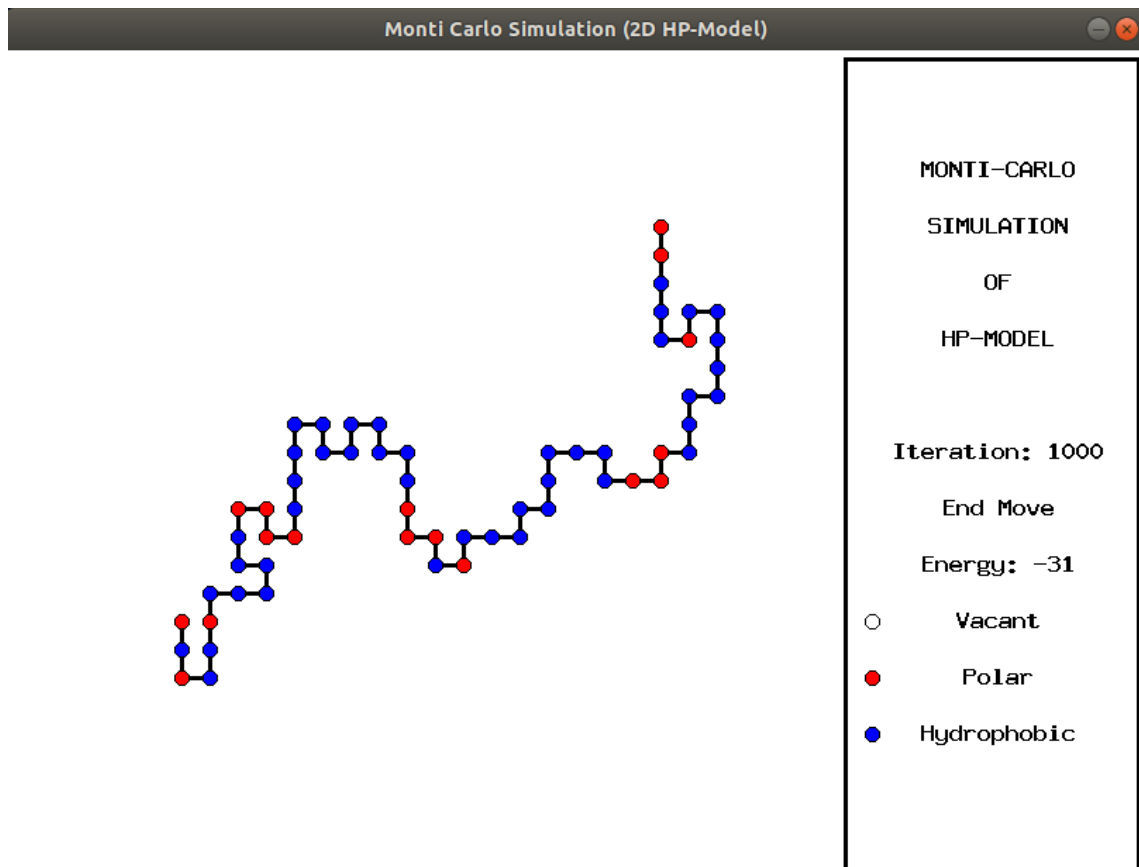 Monti Carlo Simulation (2D HP-Model)
MONTI-CARLO
SIMULATION
OF
HP-MODEL
Iteration: 1000
End Move
Energy: -31
Vacant
Polar
Hydrophobic